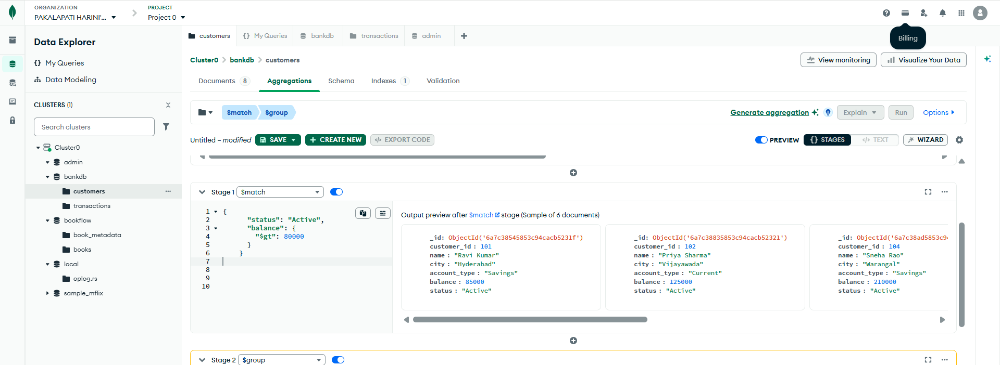 ORGANIZATION
PAKALAPATI HARINI'...
PROJECT
Project 0
Billing
Data Explorer
My Queries
Data Modeling
CLUSTERS (1)
Search clusters
Cluster0
admin
bankdb
customers
transactions
bookflow
book_metadata
books
local
oplog.rs
sample_mflix
customers
{} My Queries
bankdb
transactions
admin
Cluster0 > bankdb > customers
View monitoring
Visualize Your Data
Documents 8
Aggregations
Schema
Indexes 1
Validation
$match
$group
Generate aggregation
Explain
Run
Options
Untitled – modified
SAVE
+ CREATE NEW
</> EXPORT CODE
PREVIEW
{} STAGES
</> TEXT
WIZARD
Stage 1 $match
1 {
2 "status": "Active",
3 "balance": {
4 "$gt": 80000
5 }
6 }
7
8
9
10
Output preview after $match stage (Sample of 6 documents)
_id: ObjectId('6a7c38545853c94cacb5231f')
customer_id : 101
name : "Ravi Kumar"
city : "Hyderabad"
account_type : "Savings"
balance : 85000
status : "Active"
_id: ObjectId('6a7c38835853c94cacb52321')
customer_id : 102
name : "Priya Sharma"
city : "Vijayawada"
account_type : "Current"
balance : 125000
status : "Active"
_id: ObjectId('6a7c38ad5853c94
customer_id : 104
name : "Sneha Rao"
city : "Warangal"
account_type : "Savings"
balance : 210000
status : "Active"
Stage 2 $group